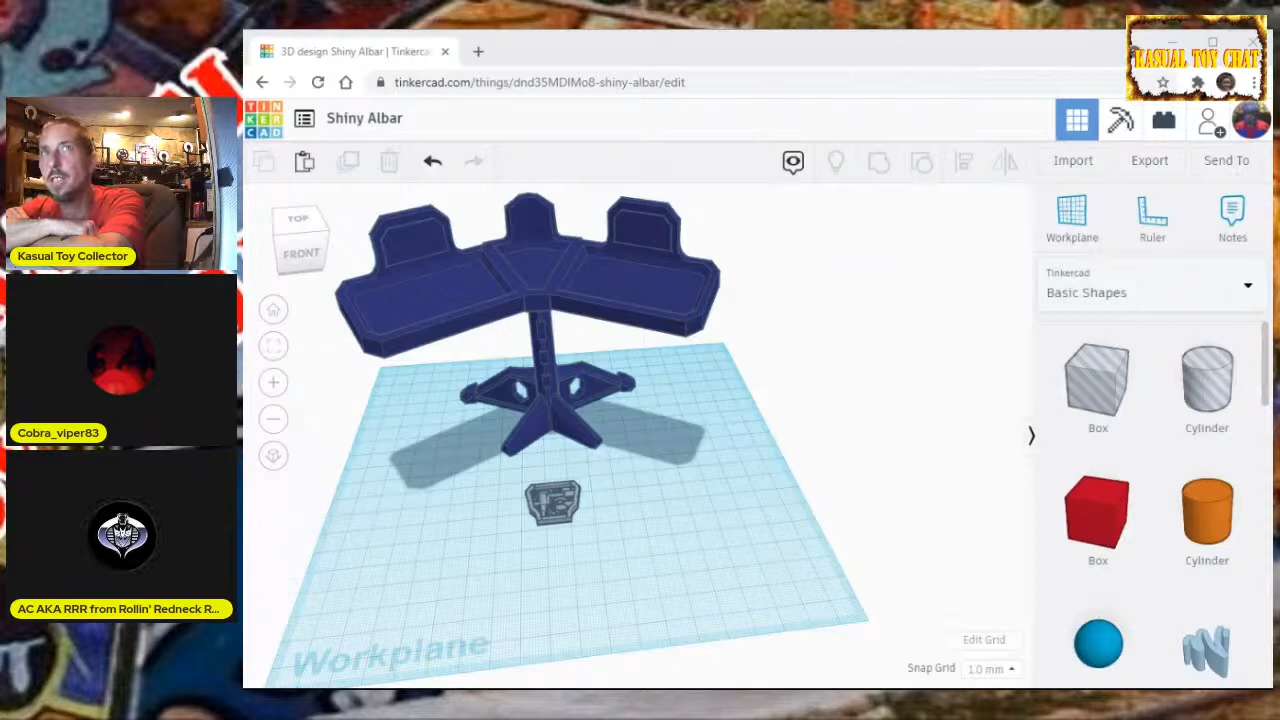 3D design Shiny Albar | Tinkerca
tinkercad.com/things/dnd35MDIMo8-shiny-albar/edit
KASUAL TOY CHAT
TIN
KER
CAD
Shiny Albar
Import
Export
Send To
TOP
FRONT
Workplane
Ruler
Notes
Tinkercad
Basic Shapes
Box
Cylinder
Box
Cylinder
Workplane
Edit Grid
Snap Grid
1.0 mm
Kasual Toy Collector
Cobra_viper83
AC AKA RRR from Rollin' Redneck R...